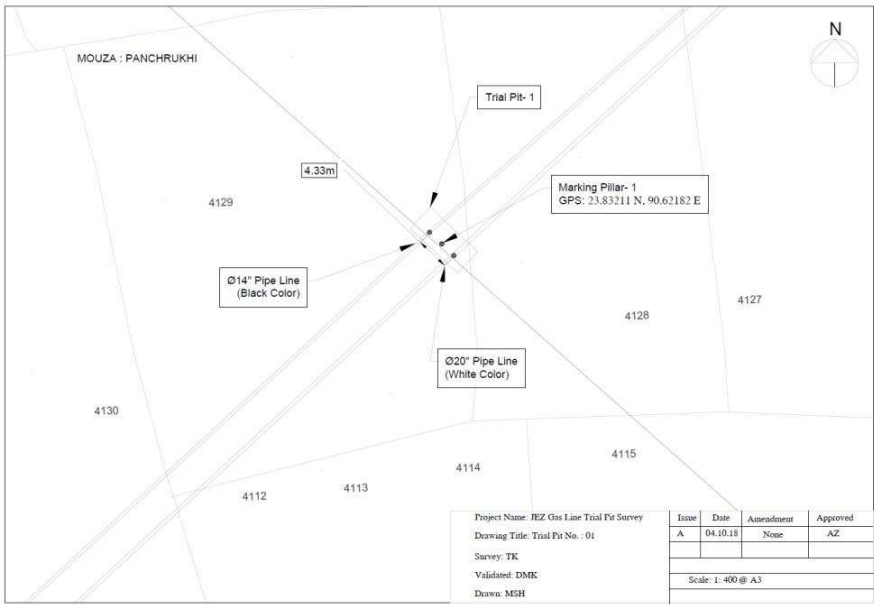 N
MOUZA : PANCHRUKHI
Trial Pit- 1
4.33m
Marking Pillar- 1
GPS: 23.83211 N, 90.62182 E
4129
Ø14" Pipe Line
(Black Color)
4127
4128
Ø20" Pipe Line
(White Color)
4130
4115
4114
4113
4112
Project Name: JEZ Gas Line Trial Pit Survey
Drawing Title: Trial Pit No. : 01
Survey: TK
Validated: DMK
Drawn: MSH
Issue Date Amendment Approved
A 04.10.18 None AZ
Scale: 1: 400 @ A3